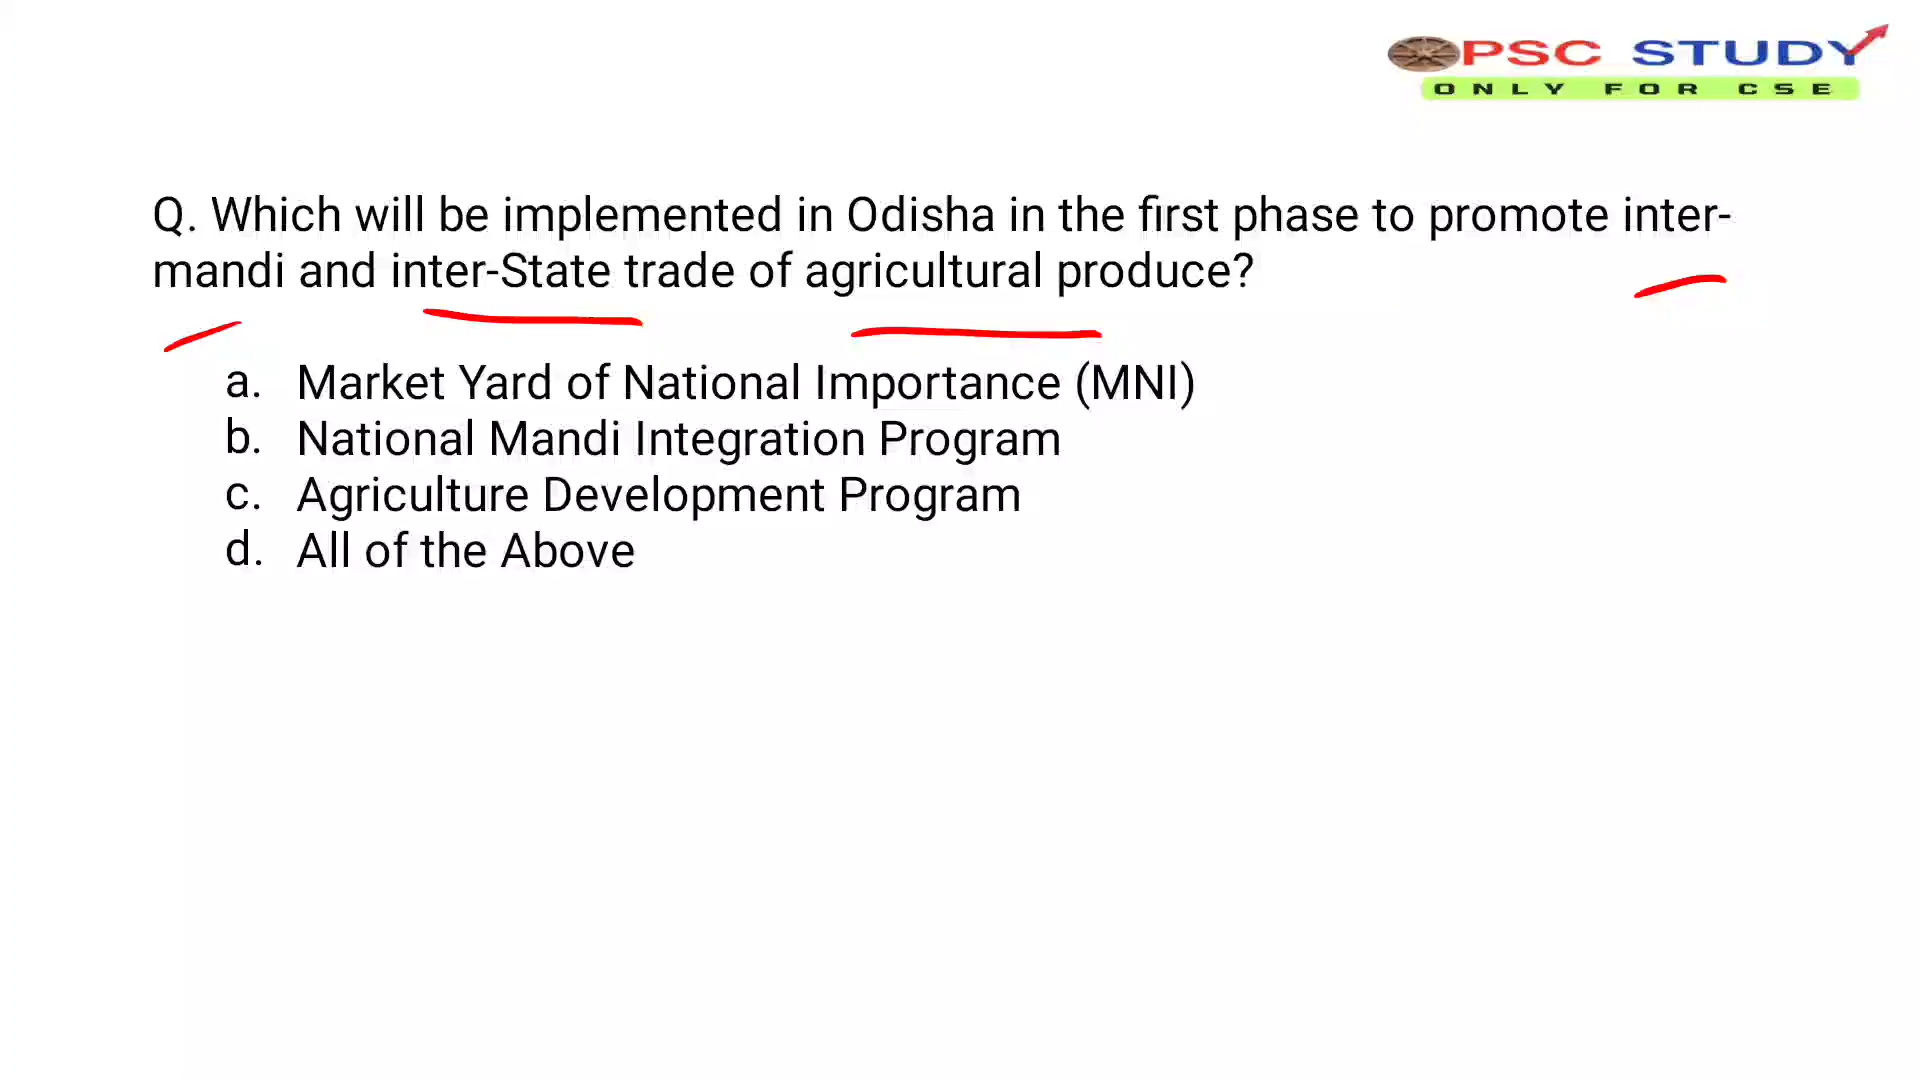 PSC STUDY
ONLY FOR CSE
Q. Which will be implemented in Odisha in the first phase to promote inter-
mandi and inter-State trade of agricultural produce?
a. Market Yard of National Importance (MNI)
b. National Mandi Integration Program
c. Agriculture Development Program
d. All of the Above